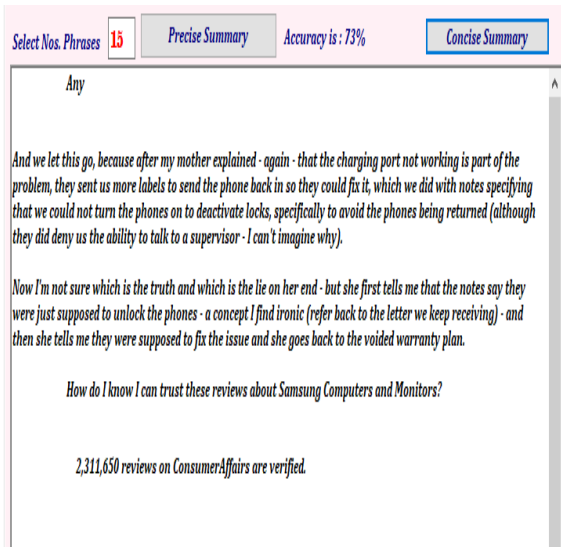 Select Nos. Phrases 15 Precise Summary Accuracy is : 73% Concise Summary
Any
And we let this go, because after my mother explained - again - that the charging port not working is part of the
problem, they sent us more labels to send the phone back in so they could fix it, which we did with notes specifying
that we could not turn the phones on to deactivate locks, specifically to avoid the phones being returned (although
they did deny us the ability to talk to a supervisor - I can't imagine why).
Now I'm not sure which is the truth and which is the lie on her end - but she first tells me that the notes say they
were just supposed to unlock the phones - a concept I find ironic (refer back to the letter we keep receiving) - and
then she tells me they were supposed to fix the issue and she goes back to the voided warranty plan.
How do I know I can trust these reviews about Samsung Computers and Monitors?
2,311,650 reviews on ConsumerAffairs are verified.